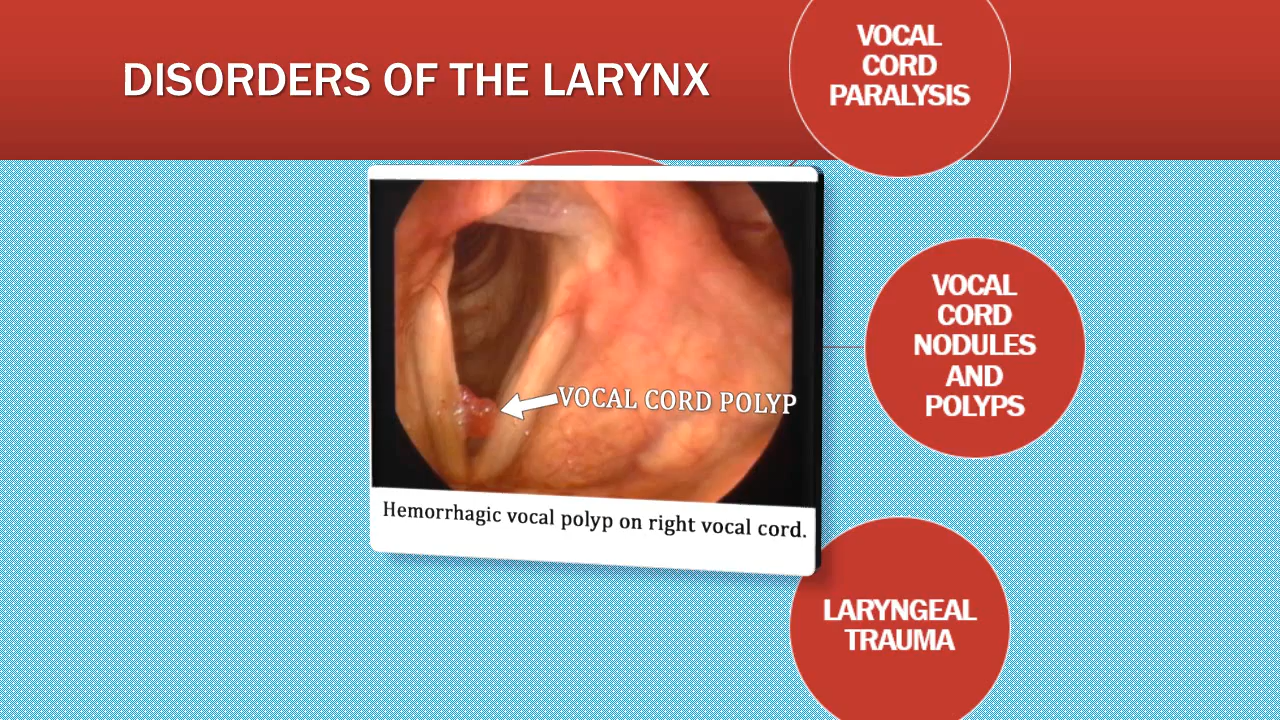 DISORDERS OF THE LARYNX
VOCAL
CORD
PARALYSIS
VOCAL
CORD
NODULES
AND
POLYPS
VOCAL CORD POLYP
Hemorrhagic vocal polyp on right vocal cord.
LARYNGEAL
TRAUMA